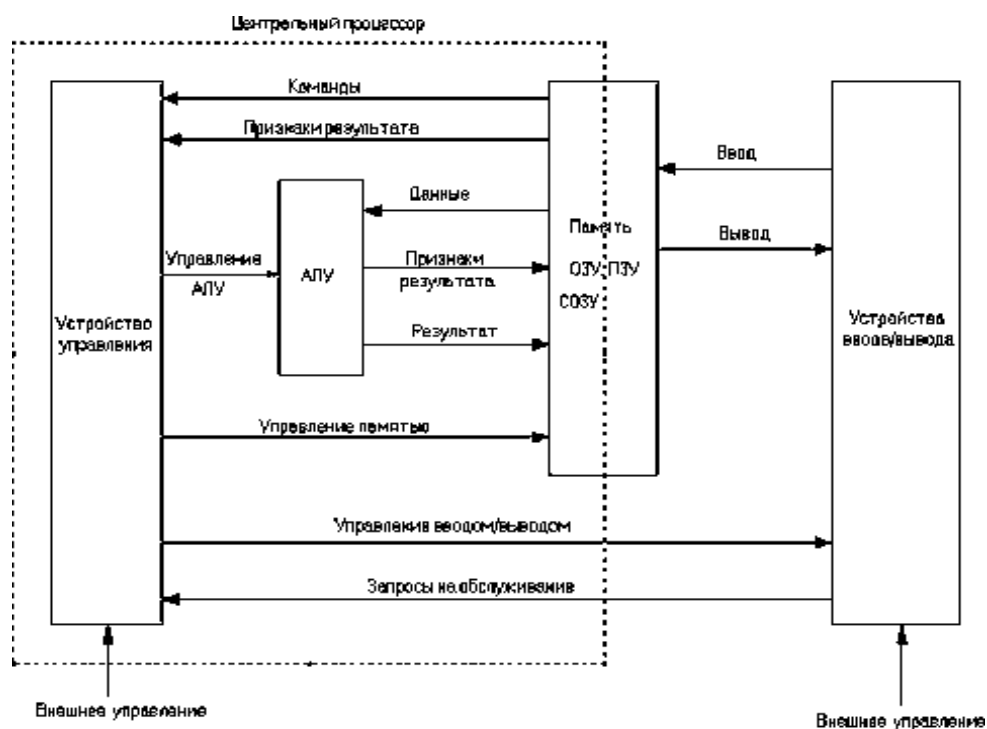 Центральный процессор
Команды
Признаки результата
Ввод
Данные
Память
Вывод
Управление
АЛУ
АЛУ
Признаки
результата
ОЗУ ПЗУ
СОЗУ
Устройство
управления
Результат
Устройства
ввода/вывода
Управление памятью
Управления вводом/выводом
Запросы на обслуживание
Внешнее управление
Внешнее управление